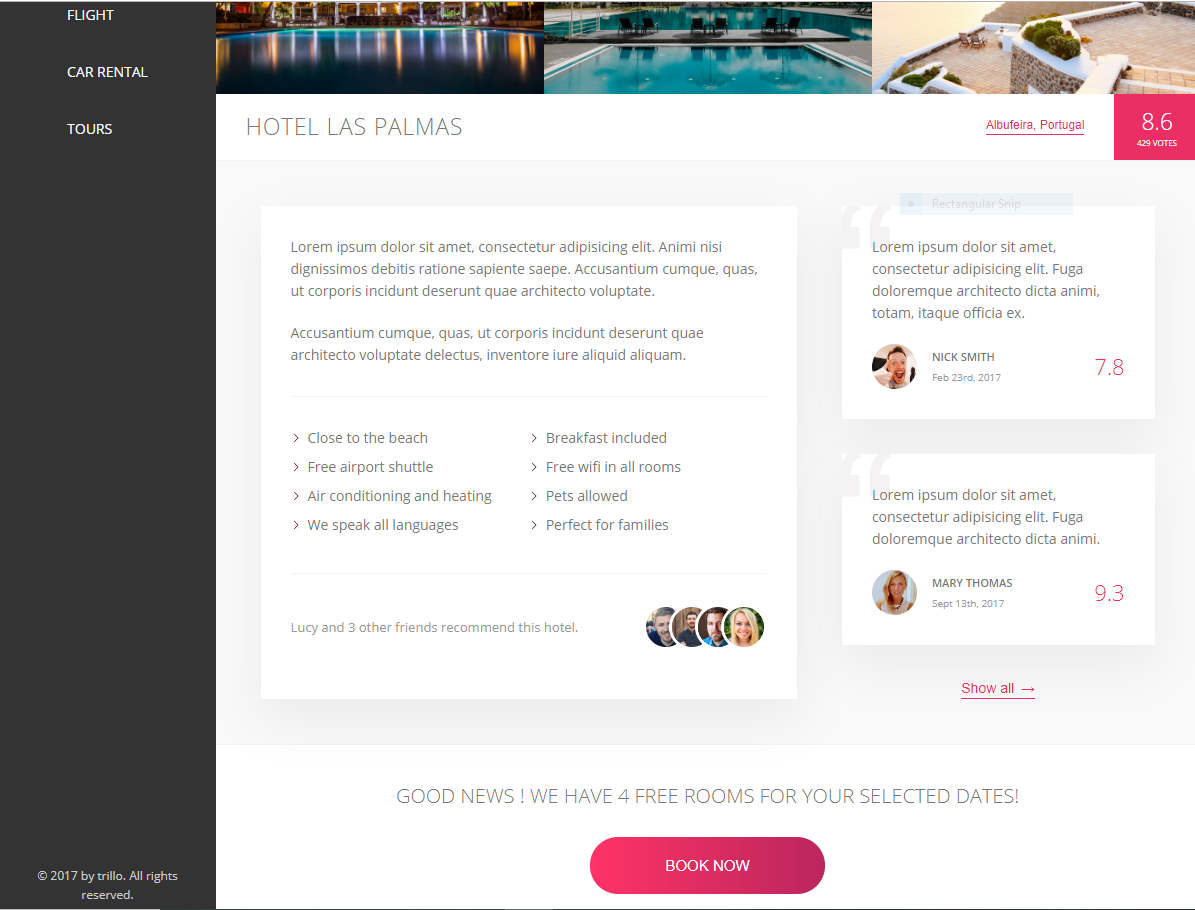 FLIGHT
CAR RENTAL
TOURS
© 2017 by trillo. All rights
reserved.
HOTEL LAS PALMAS
Albufeira, Portugal
8.6
429 VOTES
Lorem ipsum dolor sit amet, consectetur adipisicing elit. Animi nisi
dignissimos debitis ratione sapiente saepe. Accusantium cumque, quas,
ut corporis incidunt deserunt quae architecto voluptate.
Accusantium cumque, quas, ut corporis incidunt deserunt quae
architecto voluptate delectus, inventore iure aliquid aliquam.
Close to the beach
Breakfast included
Free airport shuttle
Free wifi in all rooms
Air conditioning and heating
Pets allowed
We speak all languages
Perfect for families
Lucy and 3 other friends recommend this hotel.
Rectangular Snip
“
Lorem ipsum dolor sit amet,
consectetur adipisicing elit. Fuga
doloremque architecto dicta animi,
totam, itaque officia ex.
NICK SMITH
Feb 23rd, 2017
7.8
“
Lorem ipsum dolor sit amet,
consectetur adipisicing elit. Fuga
doloremque architecto dicta animi.
MARY THOMAS
Sept 13th, 2017
9.3
Show all →
GOOD NEWS ! WE HAVE 4 FREE ROOMS FOR YOUR SELECTED DATES!
BOOK NOW